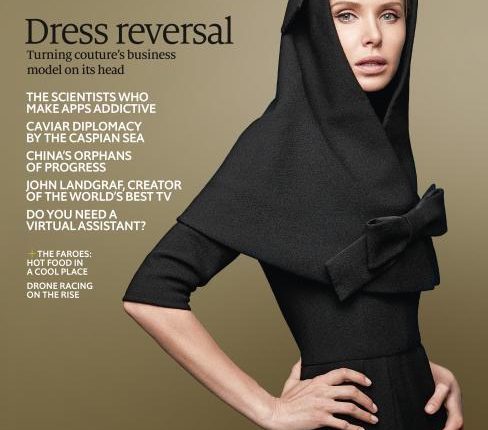 Dress reversal
Turning couture's business
model on its head
THE SCIENTISTS WHO
MAKE APPS ADDICTIVE
CAVIAR DIPLOMACY
BY THE CASPIAN SEA
CHINA'S ORPHANS
OF PROGRESS
JOHN LANDGRAF, CREATOR
OF THE WORLD'S BEST TV
DO YOU NEED A
VIRTUAL ASSISTANT?
+ THE FAROES:
HOT FOOD IN
A COOL PLACE
DRONE RACING
ON THE RISE